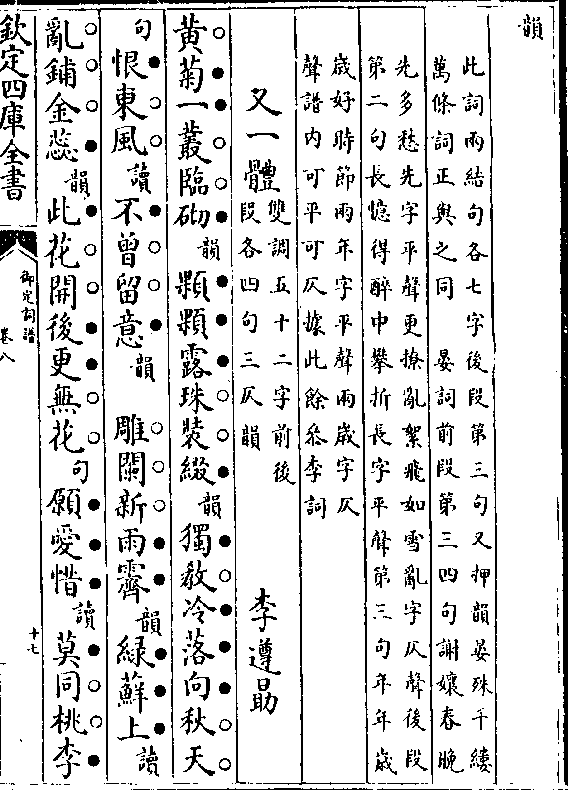 韻
此詞兩結句各七字後段第三句又押韻晏殊千縷
萬條詞正與之同　晏詞前段第三四句謝孃春晚
先多愁先字平聲更撩亂絮飛如雪亂字仄聲後段
第二句長憶得醉中攀折長字平聲第三句年年歲
歲好時節兩年字平聲兩歲字仄
聲譜内可平可仄據此餘叅李詞
又一體　雙調五十二字前後
段各四句三仄韻　李遵勗
黄菊一叢臨砌韻顆顆露珠裝綴韻獨教冷落向秋天
句恨東風讀不曾留意韻　雕闌新雨霽韻綠蘚上讀
亂鋪金蕊韻此花開後更無花句願愛惜讀莫同桃李
欽定四庫全書
御定詞譜
卷八
十七